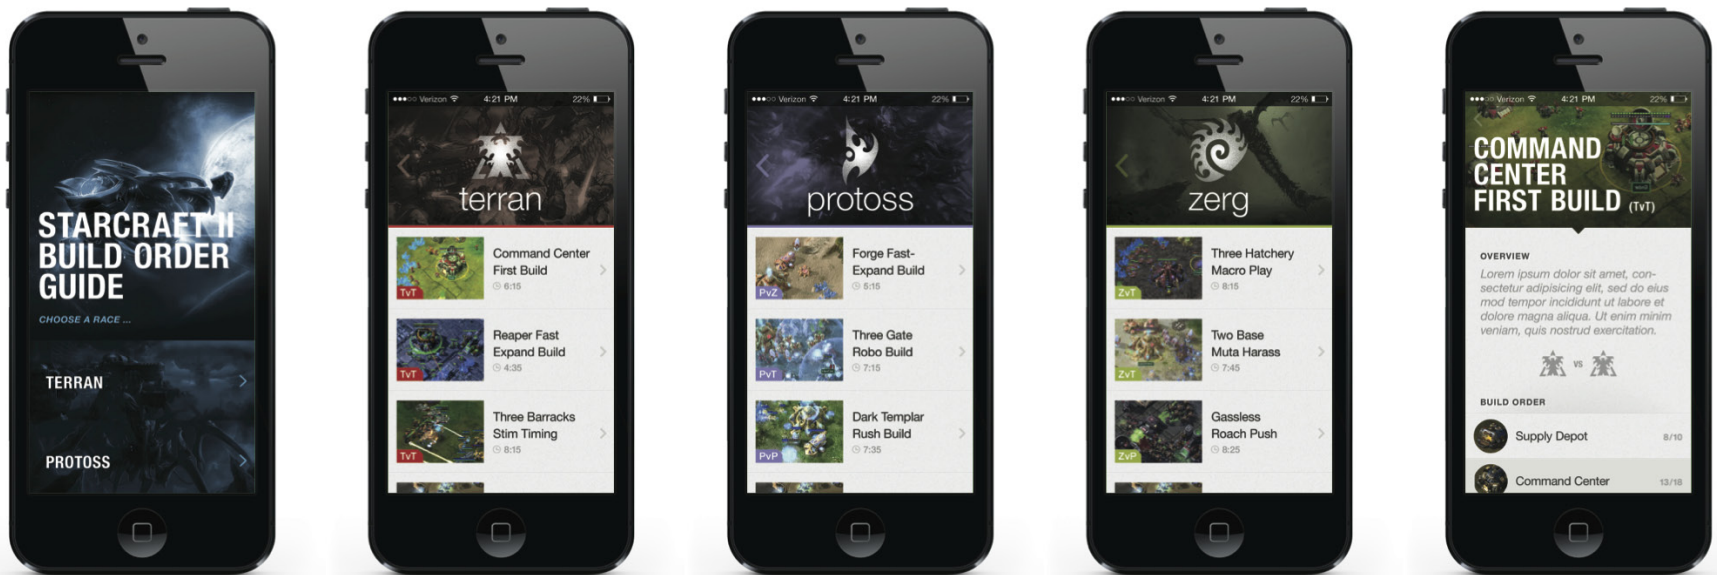 STARCRAFT II
BUILD ORDER
GUIDE
CHOOSE A RACE ...
TERRAN
PROTOSS
Verizon 4:21 PM 22%
terran
Command Center
First Build
6:15
TvT
Reaper Fast
Expand Build
4:35
TvT
Three Barracks
Stim Timing
8:15
TvT
Verizon 4:21 PM 22%
protoss
Forge Fast-
Expand Build
5:15
PvZ
Three Gate
Robo Build
7:15
PvT
Dark Templar
Rush Build
7:35
PvP
Verizon 4:21 PM 22%
zerg
Three Hatchery
Macro Play
8:15
ZvT
Two Base
Muta Harass
7:45
ZvT
Gassless
Roach Push
8:25
ZvP
Verizon 4:21 PM 22%
COMMAND
CENTER
FIRST BUILD (TvT)
OVERVIEW
Lorem ipsum dolor sit amet, con-
sectetur adipisicing elit, sed do eius
mod tempor incididunt ut labore et
dolore magna aliqua. Ut enim minim
veniam, quis nostrud exercitation.
VS
BUILD ORDER
Supply Depot 8/10
Command Center 13/18